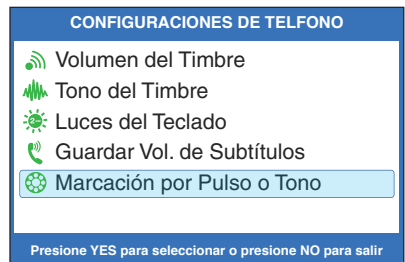 CONFIGURACIONES DE TELFONO
Volumen del Timbre
Tono del Timbre
Luces del Teclado
Guardar Vol. de Subtítulos
Marcación por Pulso o Tono
Presione YES para seleccionar o presione NO para salir